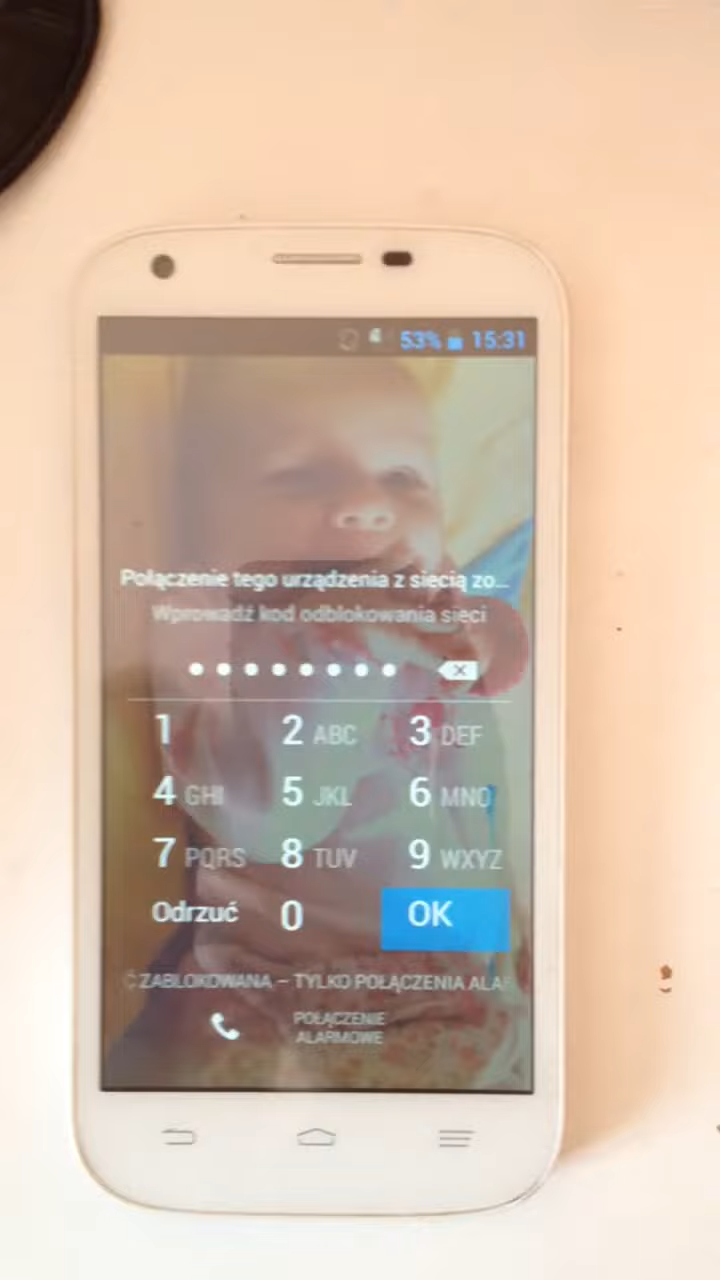 4 53% 15:31
Połączenie tego urządzenia z siecią zo...
Wprowadź kod odblokowania sieci
1 2 ABC 3 DEF
4 GHI 5 JKL 6 MNO
7 PQRS 8 TUV 9 WXYZ
Odrzuć 0 OK
ZABLOKOWANA – TYLKO POŁĄCZENIA ALA
POŁĄCZENIE
ALARMOWE